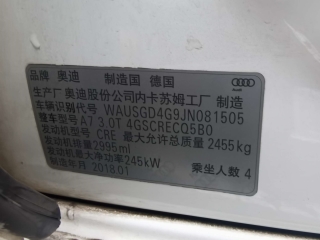 品牌 奥迪 制造国 德国
生产厂 奥迪股份公司内卡苏姆工厂 制造
车辆识别代号 WAUSGD4G9JN081505
整车型号 A7 3.0T 4GSCRECQ5B0
发动机型号 CRE 最大允许总质量 2455kg
发动机排量 2995ml
发动机最大净功率 245kW
制造年月 2018.01 乘坐人数 4
Audi